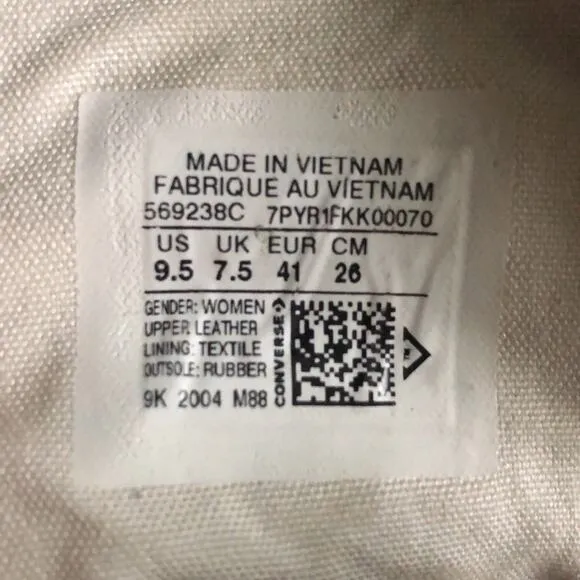 MADE IN VIETNAM
FABRIQUE AU VIETNAM
569238C 7PYR1FKK00070
US UK EUR CM
9.5 7.5 41 26
GENDER: WOMEN
UPPER: LEATHER
LINING: TEXTILE
OUTSOLE: RUBBER
9K 2004 M88
CONVERSE